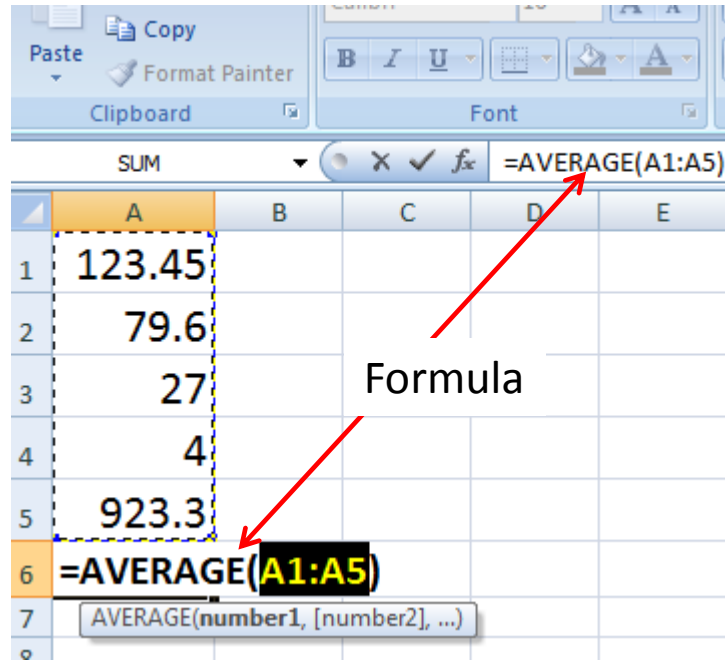 Copy
Paste
Format Painter
B I U A
Clipboard
Font
SUM
fx =AVERAGE(A1:A5)
A B C D E
1 123.45
2 79.6
3 27
Formula
4 4
5 923.3
6 =AVERAGE(A1:A5)
7 AVERAGE(number1, [number2], ...)